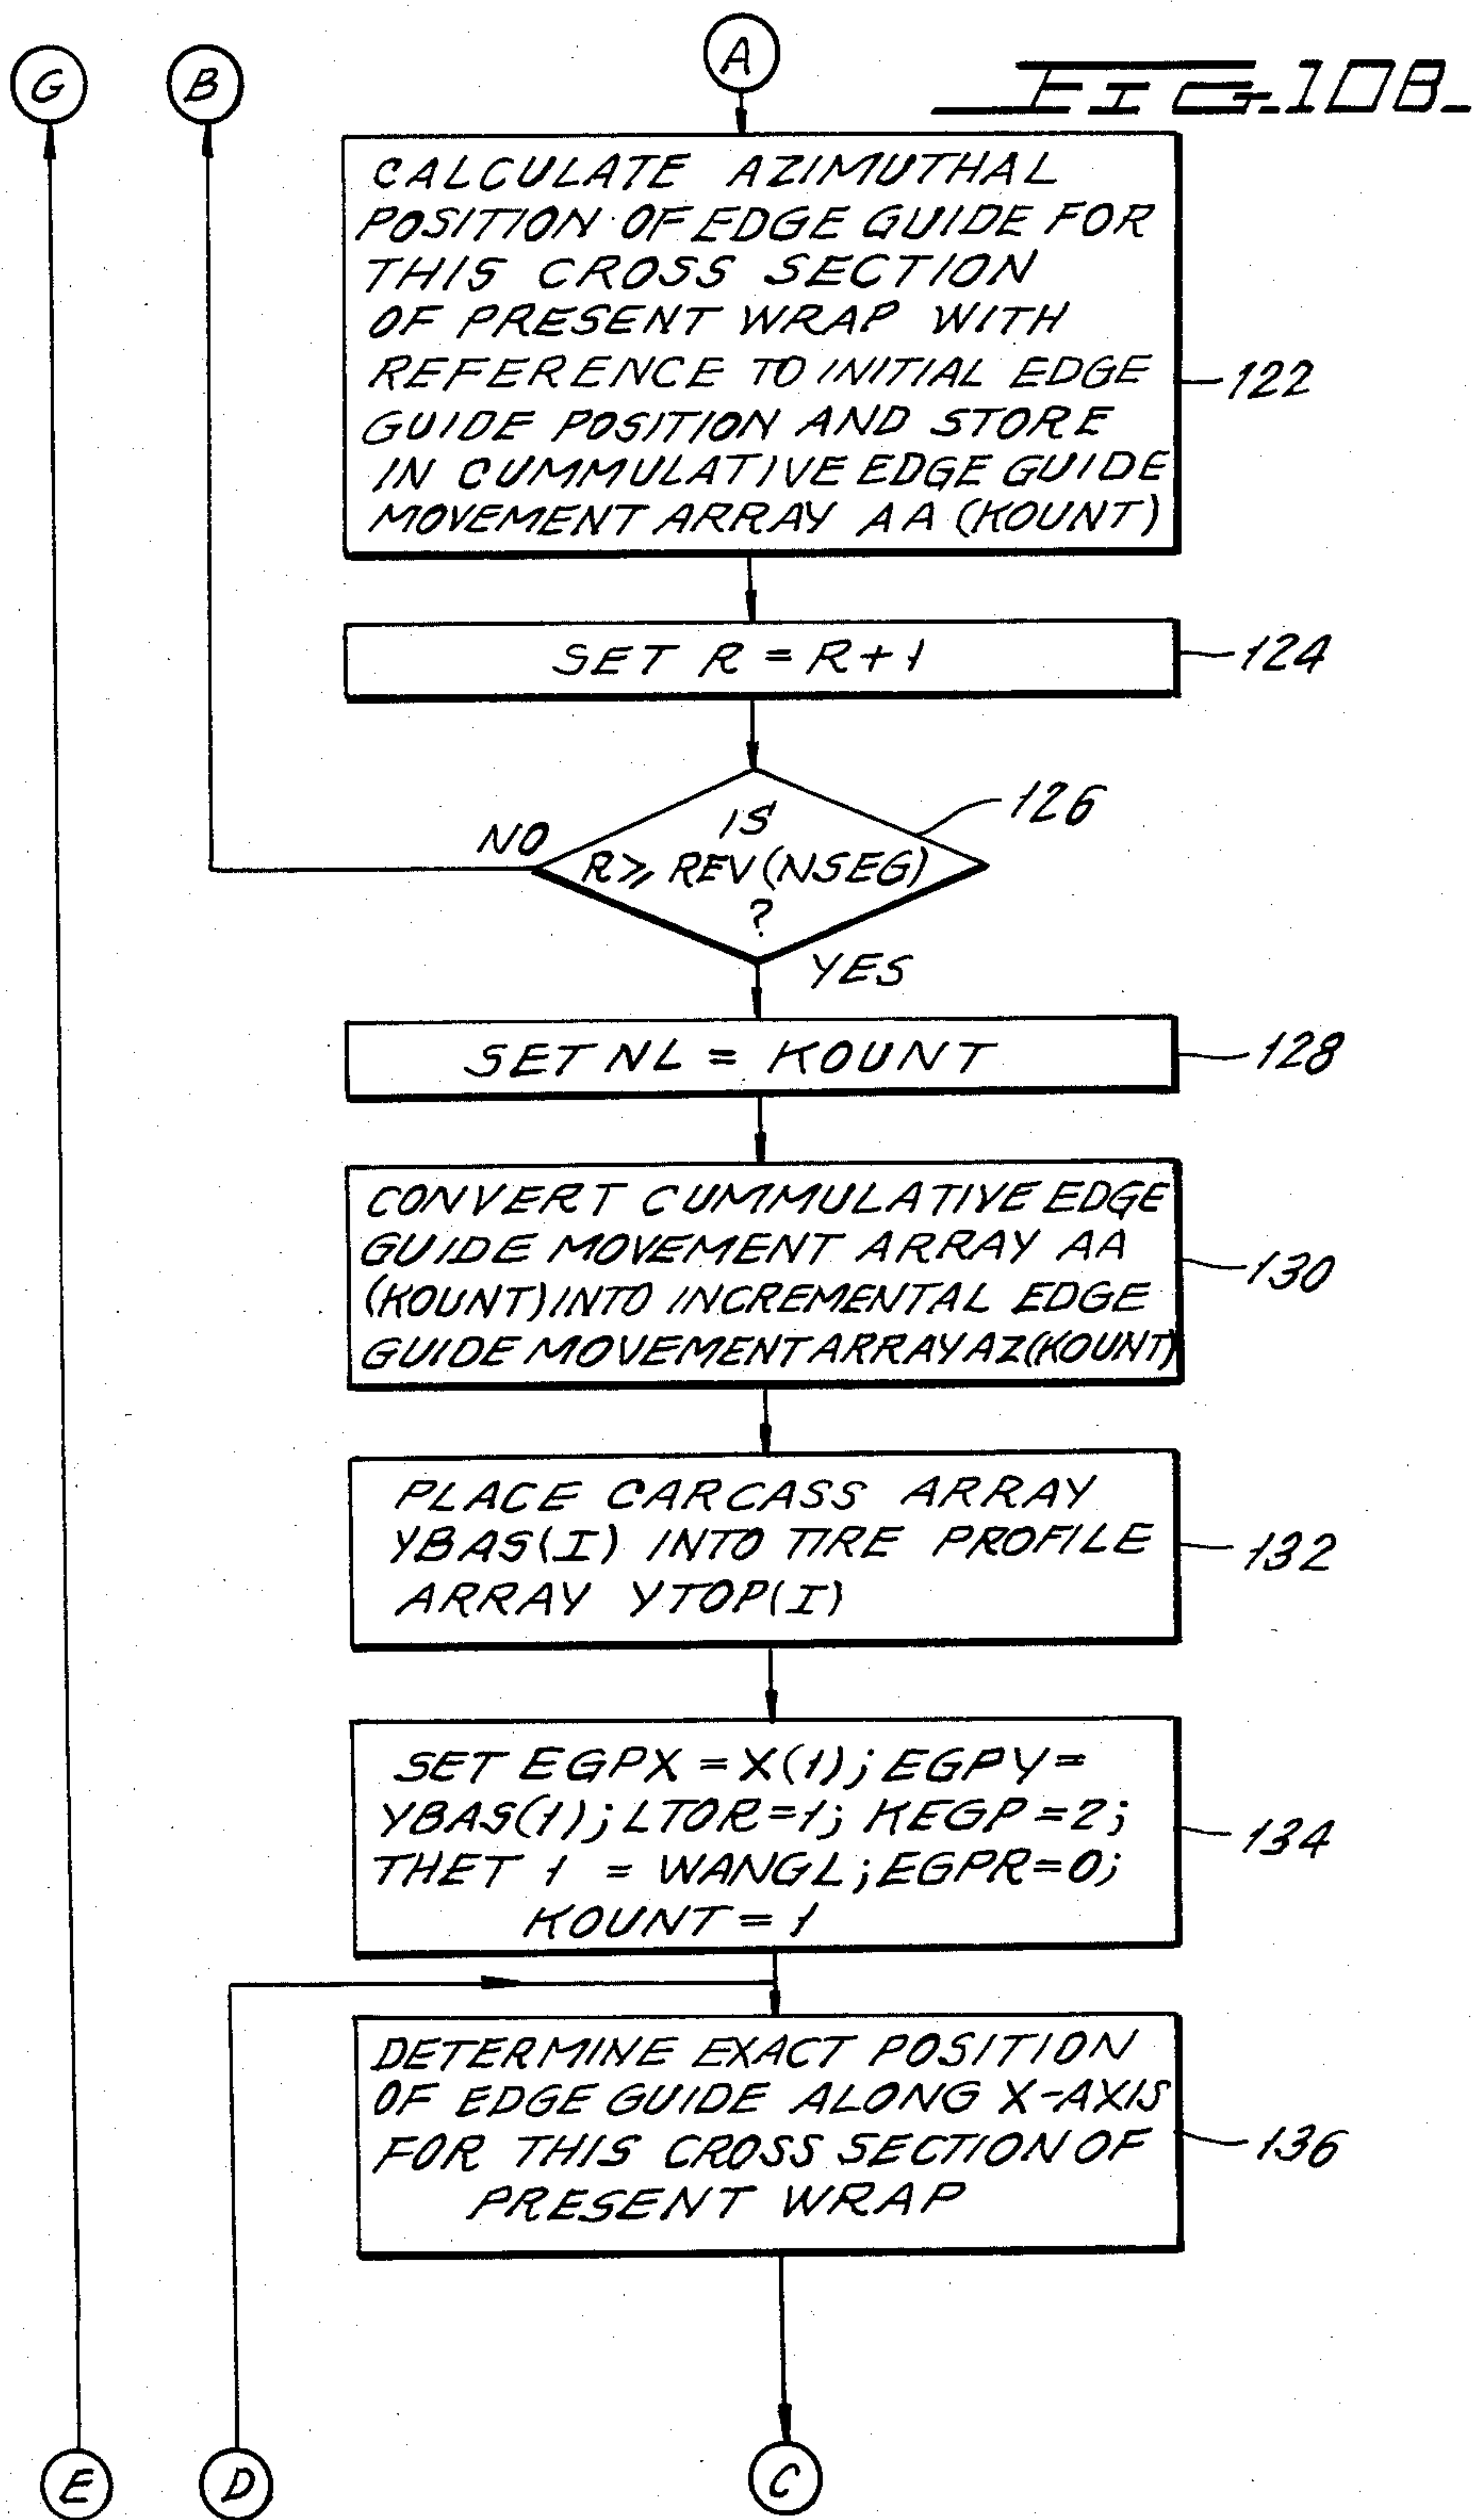 G
B
A
FIG. 10B.
CALCULATE AZIMUTHAL
POSITION OF EDGE GUIDE FOR
THIS CROSS SECTION
OF PRESENT WRAP WITH
REFERENCE TO INITIAL EDGE
GUIDE POSITION AND STORE
IN CUMMULATIVE EDGE GUIDE
MOVEMENT ARRAY AA (KOUNT)
122
SET R = R+1
124
IS
R ⩾ REV(NSEG)
?
126
NO
YES
SET NL = KOUNT
128
CONVERT CUMMULATIVE EDGE
GUIDE MOVEMENT ARRAY AA
(KOUNT) INTO INCREMENTAL EDGE
GUIDE MOVEMENT ARRAY AZ(KOUNT)
130
PLACE CARCASS ARRAY
YBAS(I) INTO TIRE PROFILE
ARRAY YTOP(I)
132
SET EGPX = X(1); EGPY =
YBAS(1); LTOR=1; KEGP=2;
THET 1 = WANGL; EGPR=0;
KOUNT = 1
134
DETERMINE EXACT POSITION
OF EDGE GUIDE ALONG X-AXIS
FOR THIS CROSS SECTION OF
PRESENT WRAP
136
E
D
C